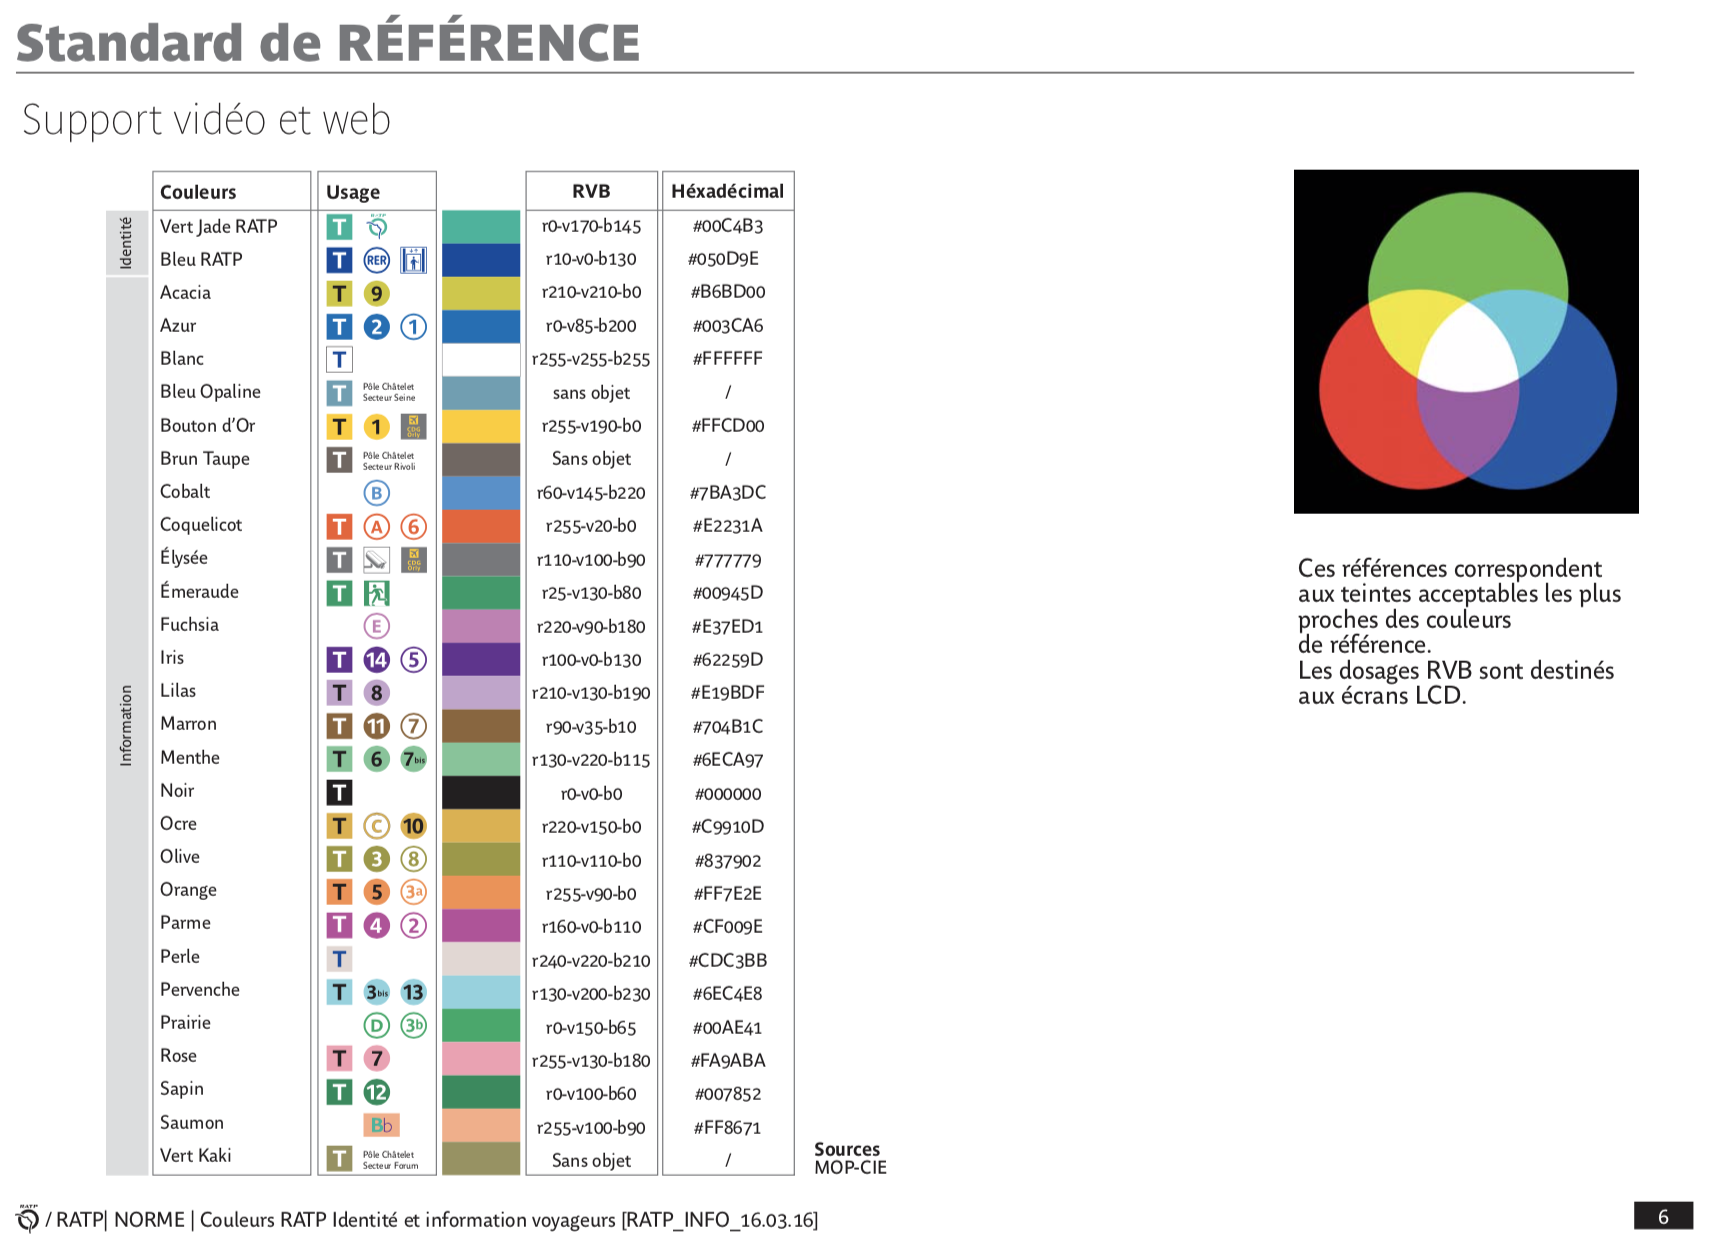 Standard de RÉFÉRENCE
Support vidéo et web
Couleurs Usage RVB Héxadécimal
Identité
Vert Jade RATP T RATP r0-v170-b145 #00C4B3
Bleu RATP T RER r10-v0-b130 #050D9E
Information
Acacia T 9 r210-v210-b0 #B6BD00
Azur T 2 1 r0-v85-b200 #003CA6
Blanc T r255-v255-b255 #FFFFFF
Bleu Opaline T Pôle Châtelet Secteur Seine sans objet /
Bouton d’Or T 1 CDG Orly r255-v190-b0 #FFCD00
Brun Taupe T Pôle Châtelet Secteur Rivoli Sans objet /
Cobalt B r60-v145-b220 #7BA3DC
Coquelicot T A 6 r255-v20-b0 #E2231A
Élysée T CDG Orly r110-v100-b90 #777779
Émeraude T r25-v130-b80 #00945D
Fuchsia E r220-v90-b180 #E37ED1
Iris T 14 5 r100-v0-b130 #62259D
Lilas T 8 r210-v130-b190 #E19BDF
Marron T 11 7 r90-v35-b10 #704B1C
Menthe T 6 7bis r130-v220-b115 #6ECA97
Noir T r0-v0-b0 #000000
Ocre T C 10 r220-v150-b0 #C9910D
Olive T 3 8 r110-v110-b0 #837902
Orange T 5 3a r255-v90-b0 #FF7E2E
Parme T 4 2 r160-v0-b110 #CF009E
Perle T r240-v220-b210 #CDC3BB
Pervenche T 3bis 13 r130-v200-b230 #6EC4E8
Prairie D 3b r0-v150-b65 #00AE41
Rose T 7 r255-v130-b180 #FA9ABA
Sapin T 12 r0-v100-b60 #007852
Saumon Bb r255-v100-b90 #FF8671
Vert Kaki T Pôle Châtelet Secteur Forum Sans objet /
Sources
MOP-CIE
Ces références correspondent
aux teintes acceptables les plus
proches des couleurs
de référence.
Les dosages RVB sont destinés
aux écrans LCD.
RATP / RATP| NORME | Couleurs RATP Identité et information voyageurs [RATP_INFO_16.03.16]
6